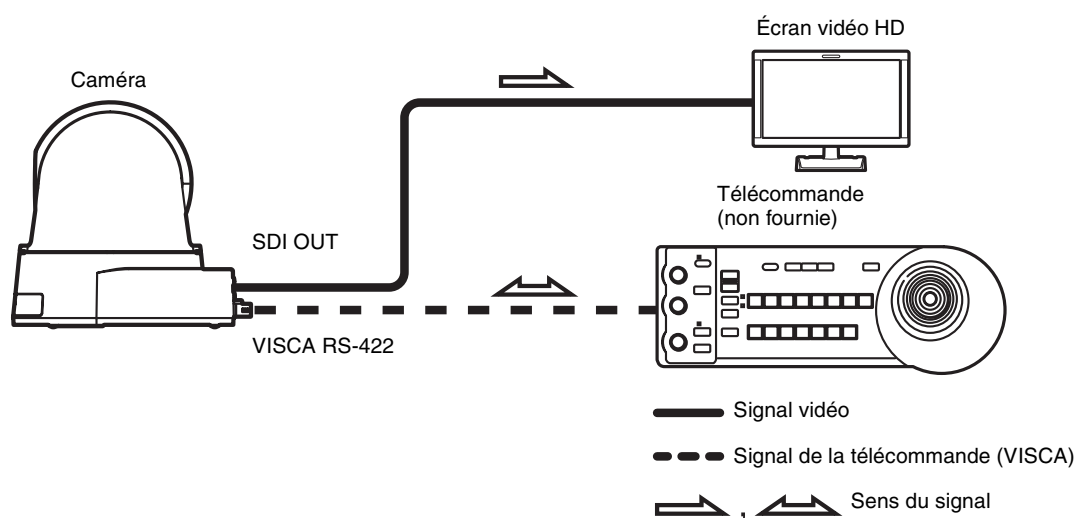 Écran vidéo HD
Caméra
Télécommande
(non fournie)
SDI OUT
VISCA RS-422
Signal vidéo
Signal de la télécommande (VISCA)
, Sens du signal